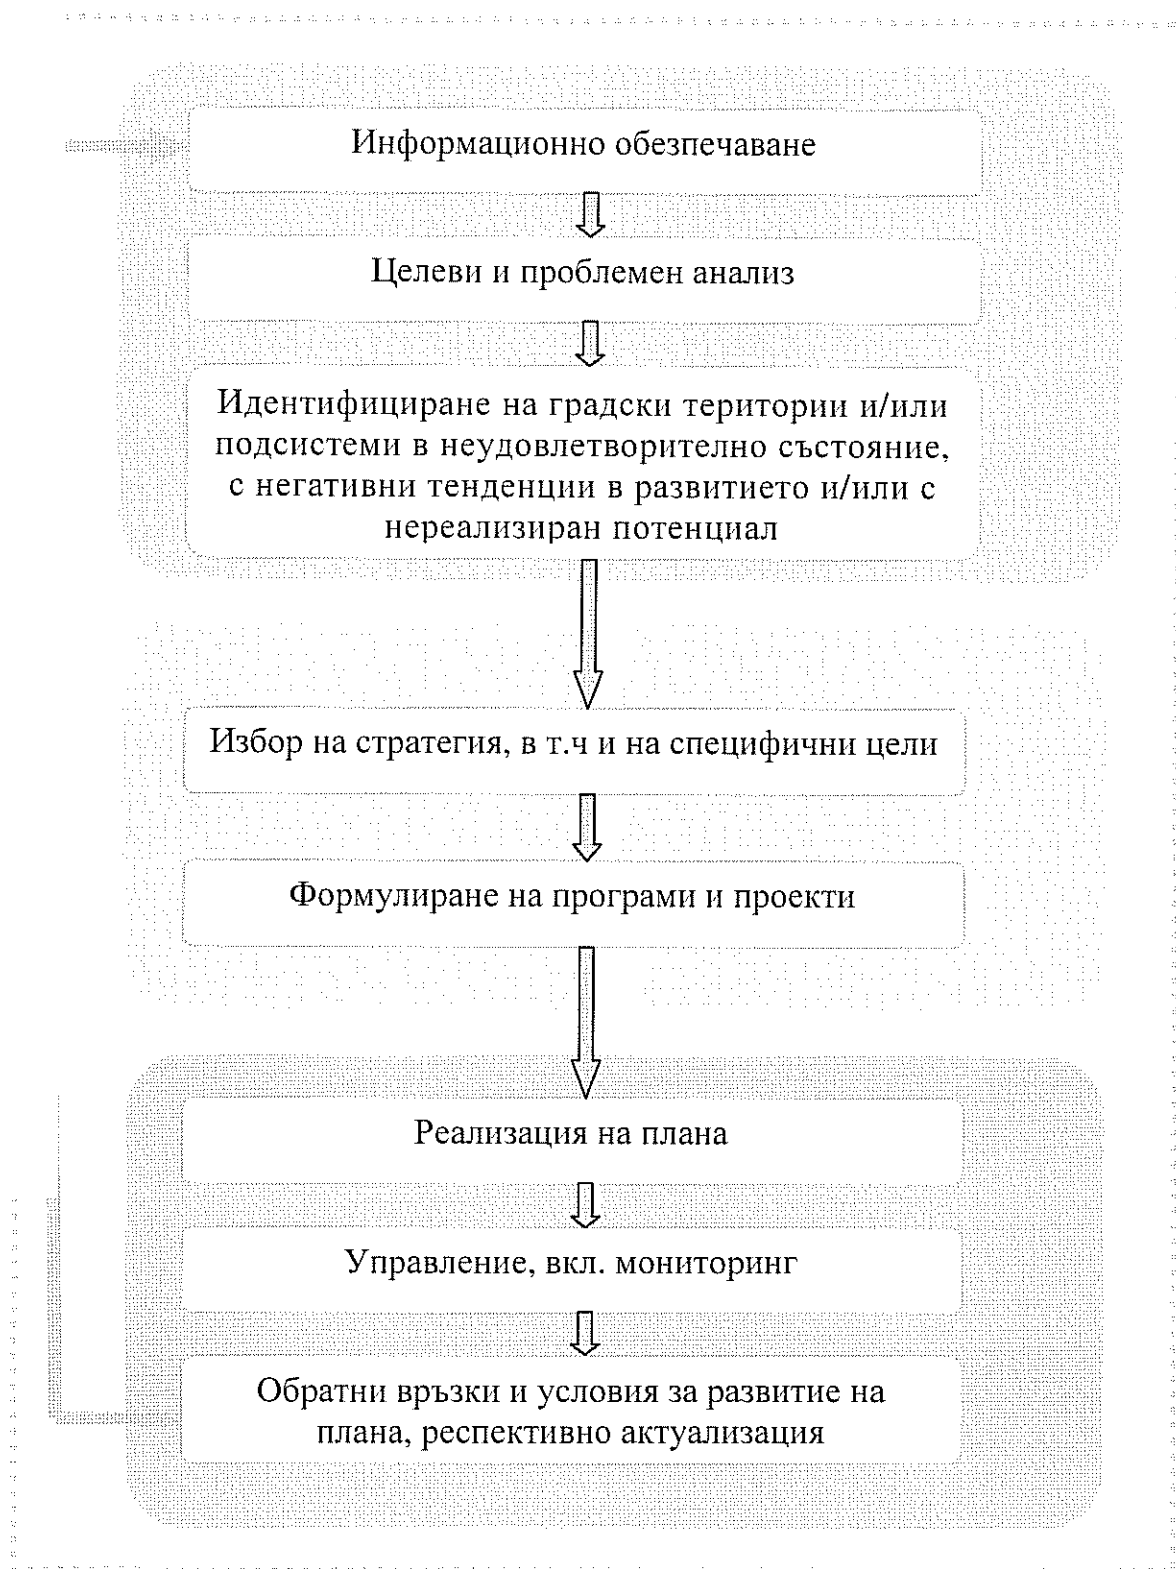 Информационно обезпечаване
Целеви и проблемен анализ
Идентифициране на градски територии и/или
подсистеми в неудовлетворително състояние,
с негативни тенденции в развитието и/или с
нереализиран потенциал
Избор на стратегия, в т.ч и на специфични цели
Формулиране на програми и проекти
Реализация на плана
Управление, вкл. мониторинг
Обратни връзки и условия за развитие на
плана, респективно актуализация